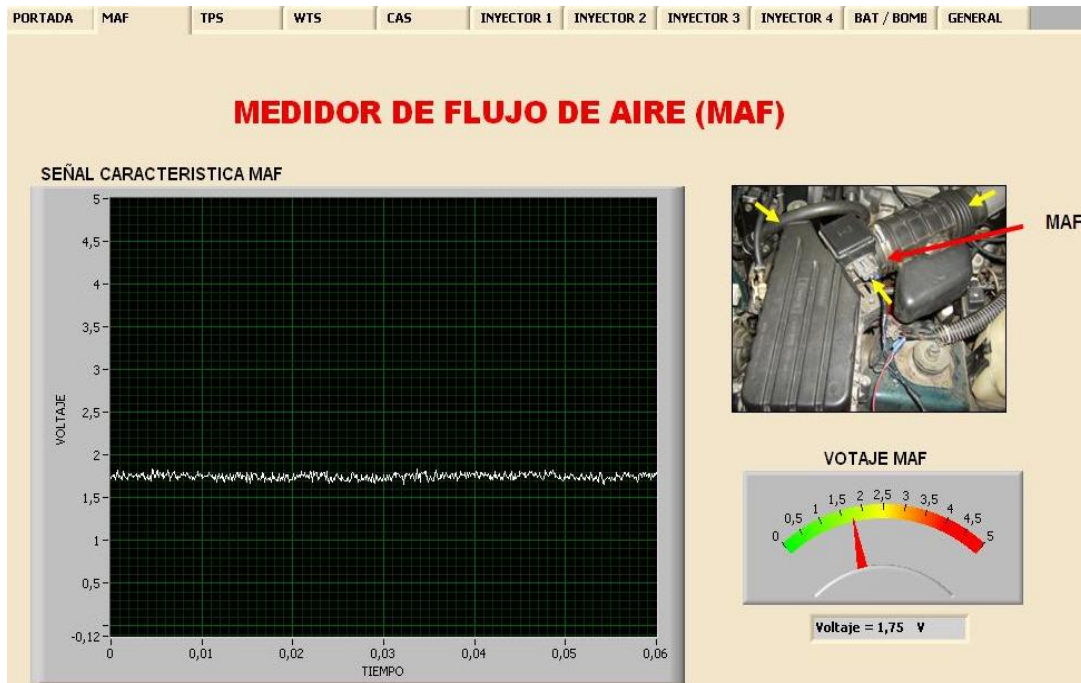 PORTADA MAF TPS WTS CAS INYECTOR 1 INYECTOR 2 INYECTOR 3 INYECTOR 4 BAT / BOMB GENERAL
MEDIDOR DE FLUJO DE AIRE (MAF)
SEÑAL CARACTERISTICA MAF
5
4,5
4
3,5
3
2,5
2
1,5
1
0,5
-0,12
VOLTAJE
0 0,01 0,02 0,03 0,04 0,05 0,06
TIEMPO
MAF
VOTAJE MAF
0 0,5 1 1,5 2 2,5 3 3,5 4 4,5 5
Voltaje = 1,75 V